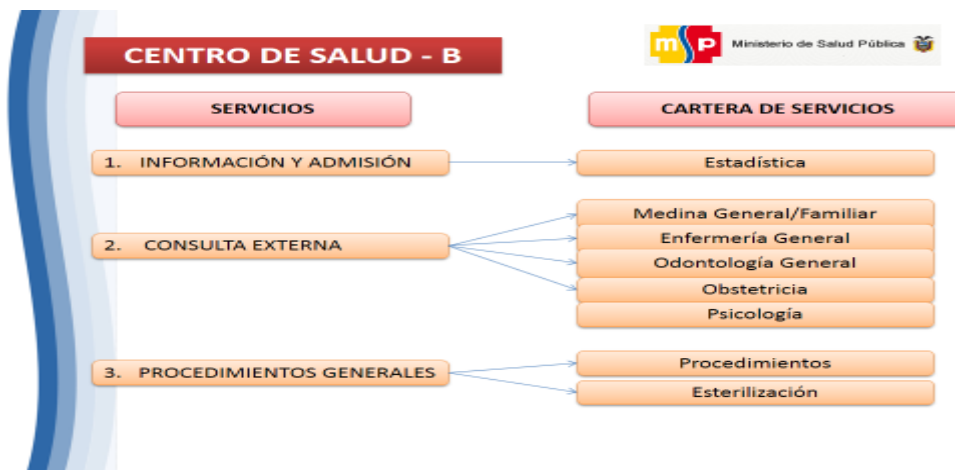 CENTRO DE SALUD - B
msp Ministerio de Salud Pública
SERVICIOS
CARTERA DE SERVICIOS
1. INFORMACIÓN Y ADMISIÓN
Estadística
2. CONSULTA EXTERNA
Medina General/Familiar
Enfermería General
Odontología General
Obstetricia
Psicología
3. PROCEDIMIENTOS GENERALES
Procedimientos
Esterilización